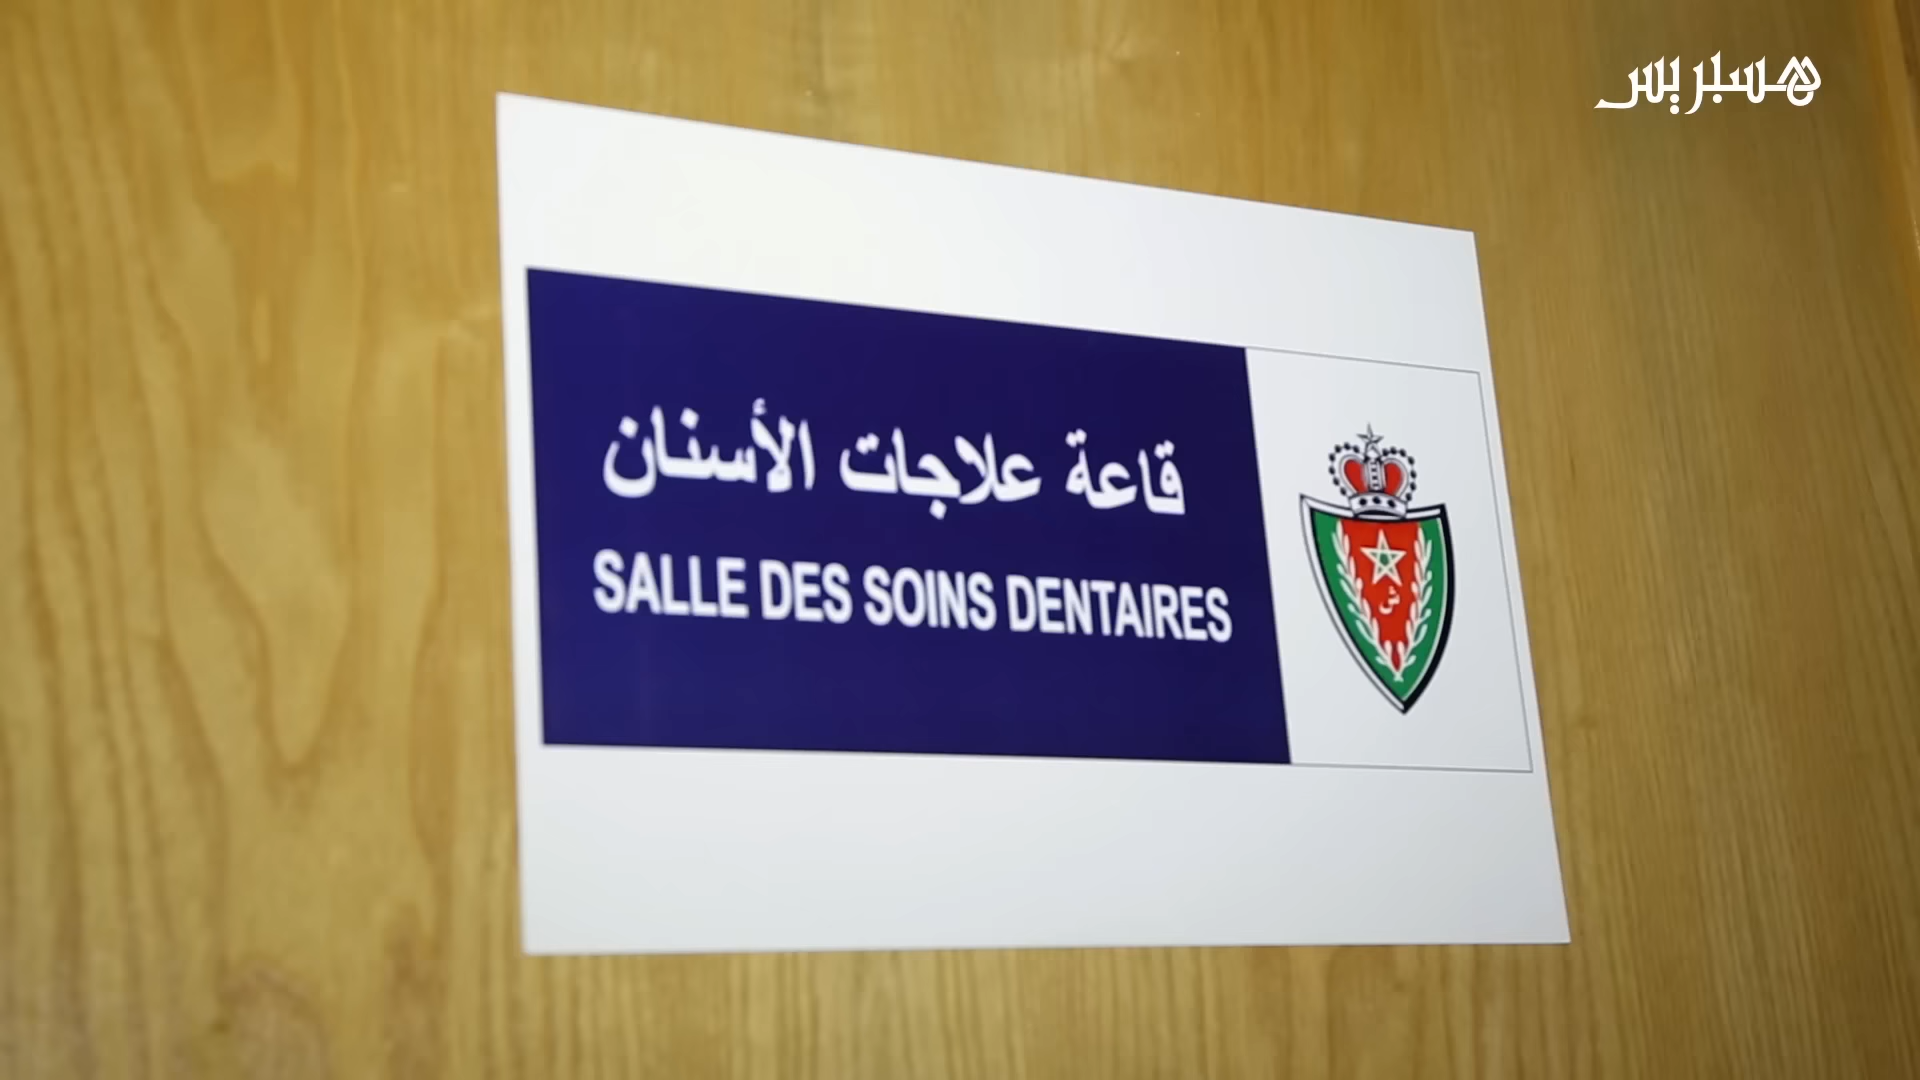 هسبريس
قاعة علاجات الأسنان
SALLE DES SOINS DENTAIRES
ش